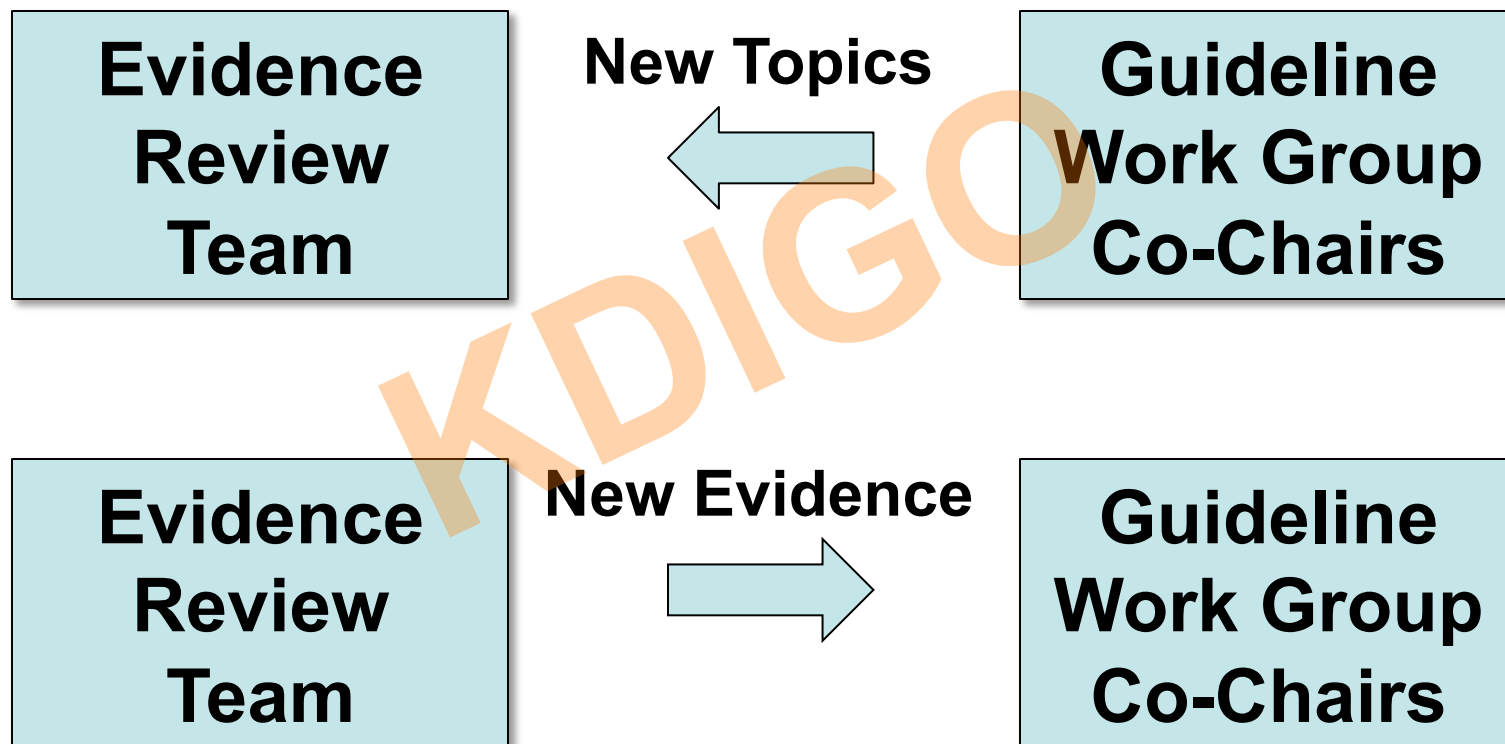 Evidence
Review
Team
New Topics
Guideline
Work Group
Co-Chairs
KDIGO
Evidence
Review
Team
New Evidence
Guideline
Work Group
Co-Chairs